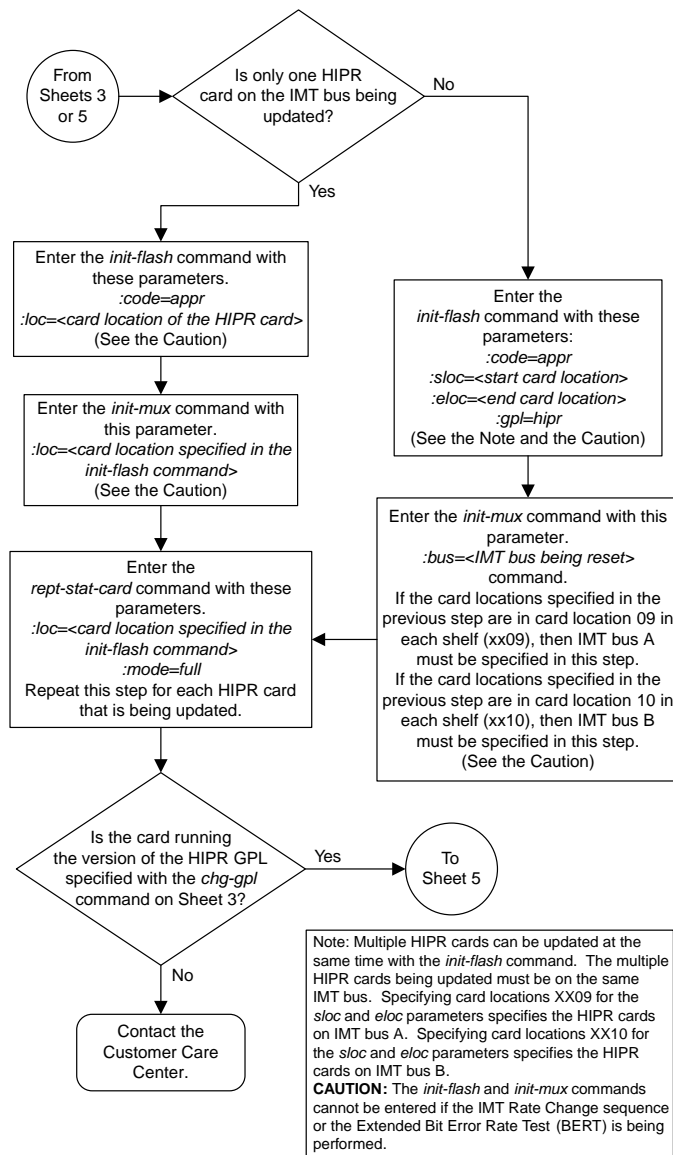 From
Sheets 3
or 5
Is only one HIPR
card on the IMT bus being
updated?
No
Yes
Enter the init-flash command with
these parameters.
:code=appr
:loc=<card location of the HIPR card>
(See the Caution)
Enter the
init-flash command with these
parameters:
:code=appr
:sloc=<start card location>
:eloc=<end card location>
:gpl=hipr
(See the Note and the Caution)
Enter the init-mux command with
this parameter.
:loc=<card location specified in the
init-flash command>
(See the Caution)
Enter the init-mux command with this
parameter.
:bus=<IMT bus being reset>
command.
If the card locations specified in the
previous step are in card location 09 in
each shelf (xx09), then IMT bus A
must be specified in this step.
If the card locations specified in the
previous step are in card location 10 in
each shelf (xx10), then IMT bus B
must be specified in this step.
(See the Caution)
Enter the
rept-stat-card command with these
parameters.
:loc=<card location specified in the
init-flash command>
:mode=full
Repeat this step for each HIPR card
that is being updated.
Is the card running
the version of the HIPR GPL
specified with the chg-gpl
command on Sheet 3?
Yes
To
Sheet 5
No
Contact the
Customer Care
Center.
Note: Multiple HIPR cards can be updated at the
same time with the init-flash command. The multiple
HIPR cards being updated must be on the same
IMT bus. Specifying card locations XX09 for the
sloc and eloc parameters specifies the HIPR cards
on IMT bus A. Specifying card locations XX10 for
the sloc and eloc parameters specifies the HIPR
cards on IMT bus B.
CAUTION: The init-flash and init-mux commands
cannot be entered if the IMT Rate Change sequence
or the Extended Bit Error Rate Test (BERT) is being
performed.